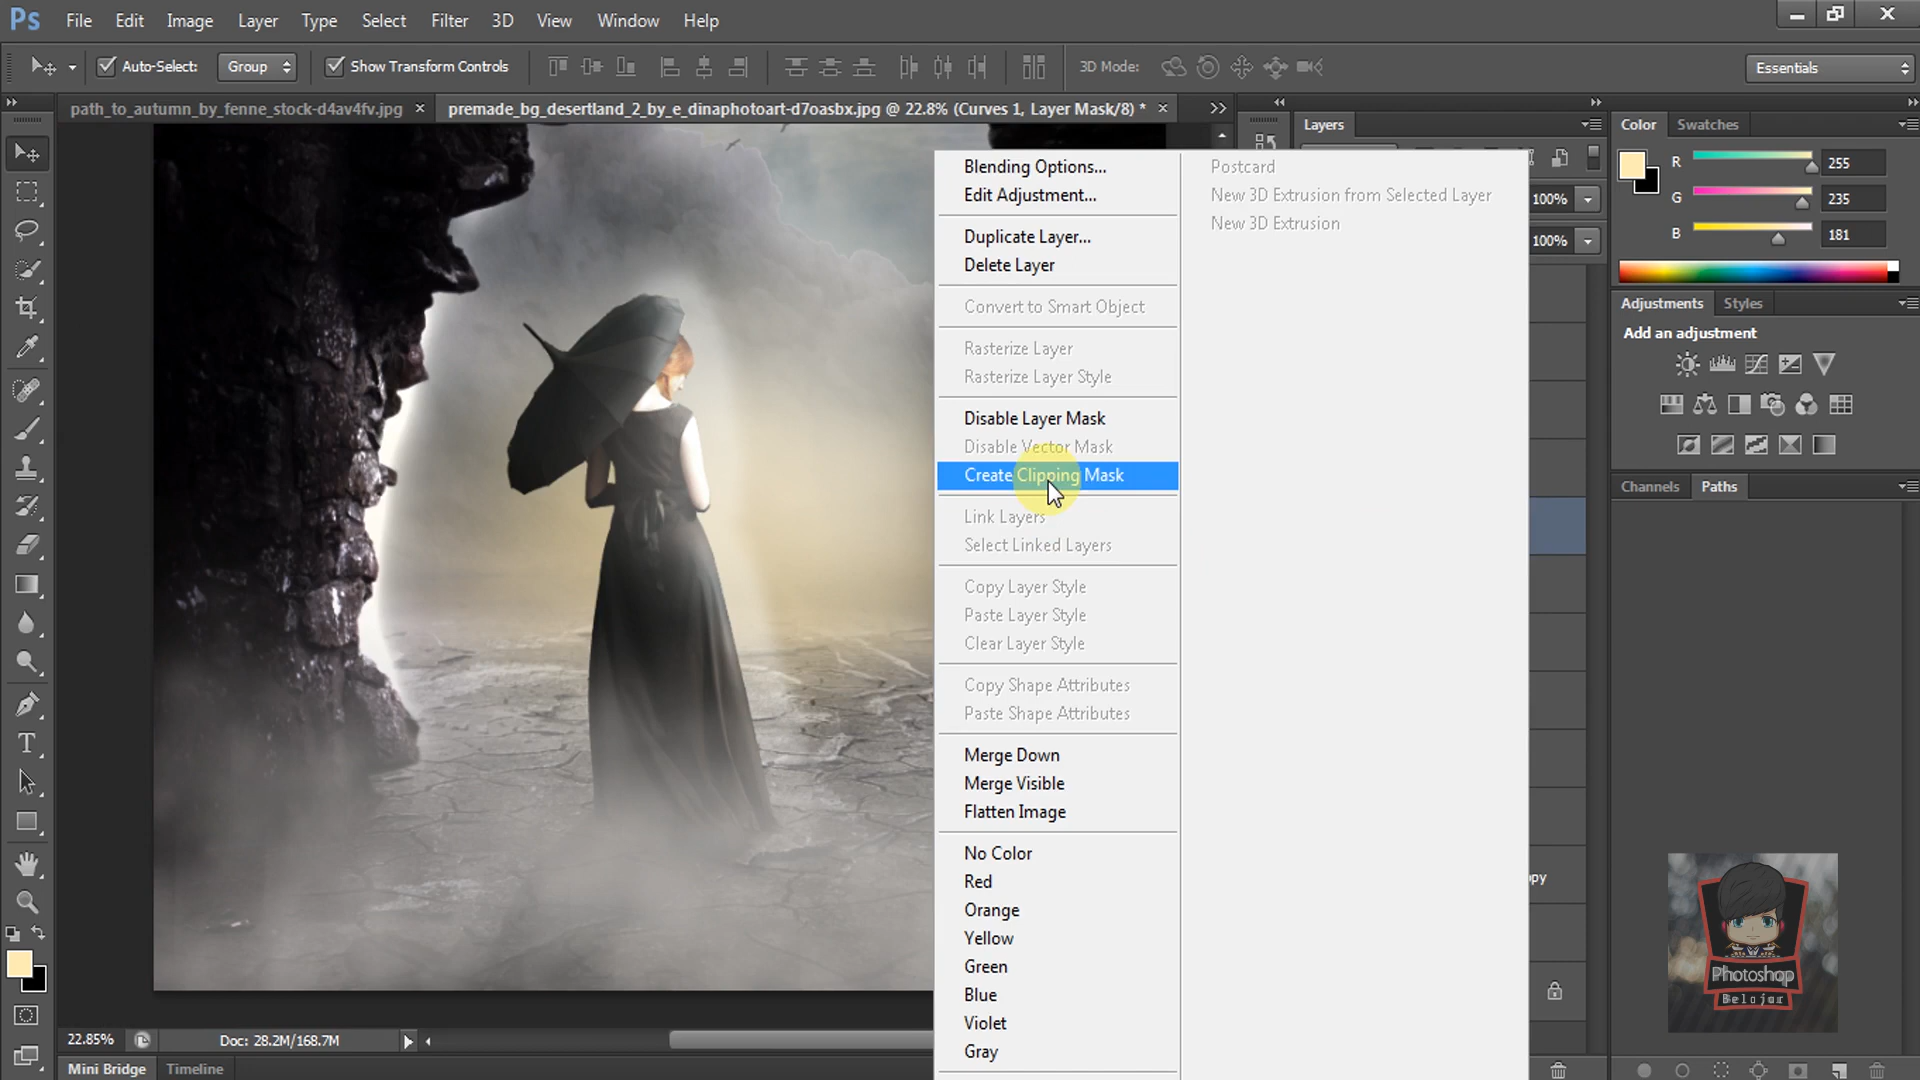 Ps File Edit Image Layer Type Select Filter 3D View Window Help
Auto-Select: Group Show Transform Controls 3D Mode: Essentials
path_to_autumn_by_fenne_stock-d4av4fv.jpg × premade_bg_desertland_2_by_e_dinaphotoart-d7oasbx.jpg @ 22.8% (Curves 1, Layer Mask/8) * ×
Layers
Color Swatches
R 255
G 235
B 181
100%
100%
Adjustments Styles
Add an adjustment
Channels Paths
Blending Options...
Edit Adjustment...
Duplicate Layer...
Delete Layer
Convert to Smart Object
Rasterize Layer
Rasterize Layer Style
Disable Layer Mask
Disable Vector Mask
Create Clipping Mask
Link Layers
Select Linked Layers
Copy Layer Style
Paste Layer Style
Clear Layer Style
Copy Shape Attributes
Paste Shape Attributes
Merge Down
Merge Visible
Flatten Image
No Color
Red
Orange
Yellow
Green
Blue
Violet
Gray
Postcard
New 3D Extrusion from Selected Layer
New 3D Extrusion
opy
Photoshop
Belajar
22.85% Doc: 28.2M/168.7M
Mini Bridge Timeline